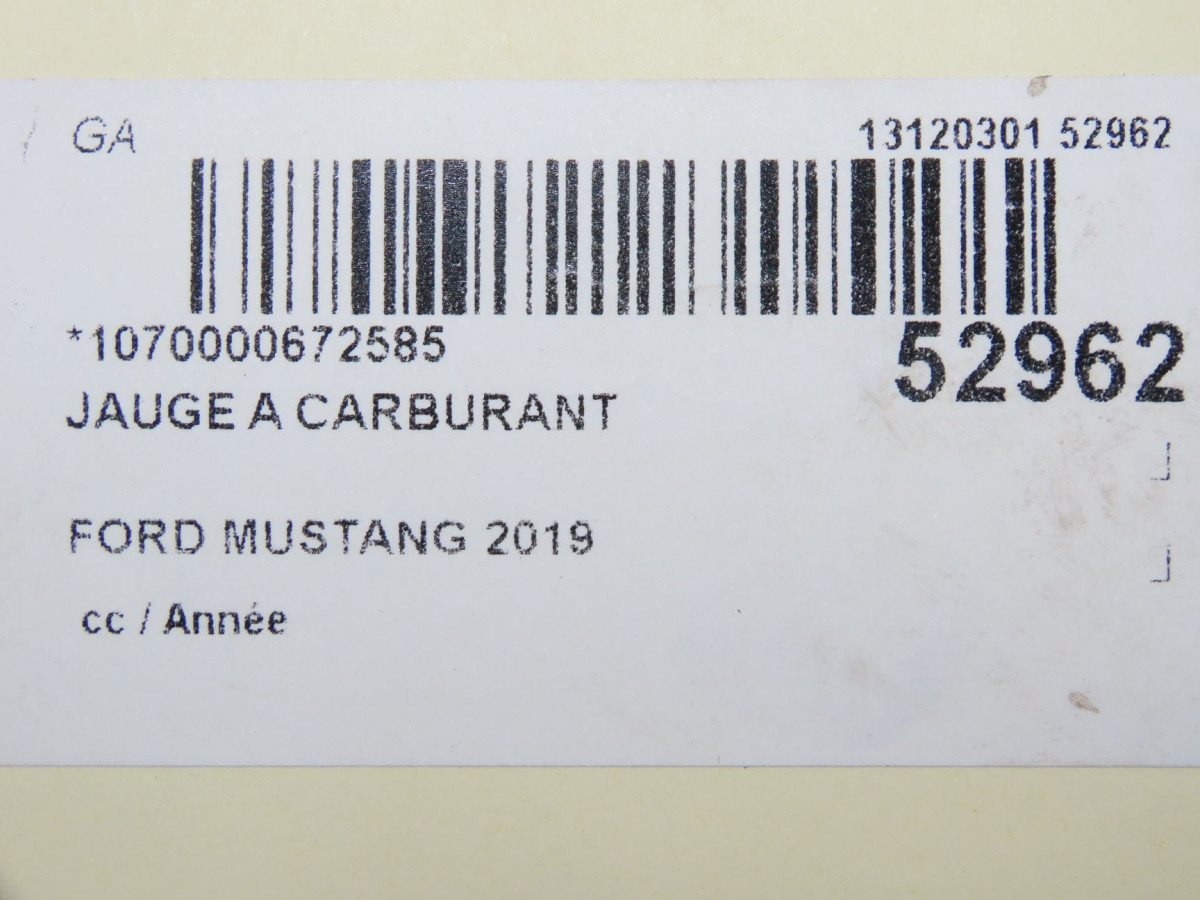 GA 13120301 52962
*1070000672585 52962
JAUGE A CARBURANT
FORD MUSTANG 2019
cc / Année